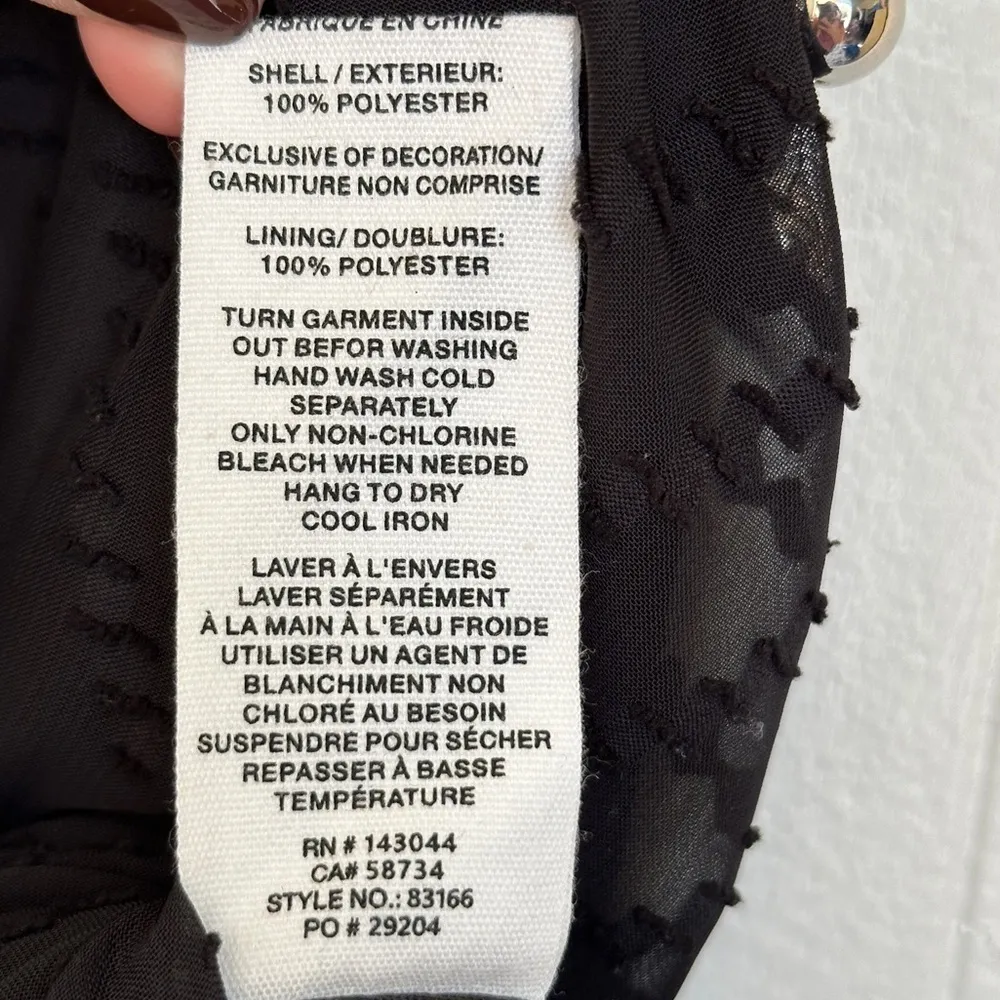 FABRIQUÉ EN CHINE
SHELL / EXTERIEUR:
100% POLYESTER
EXCLUSIVE OF DECORATION/
GARNITURE NON COMPRISE
LINING/ DOUBLURE:
100% POLYESTER
TURN GARMENT INSIDE
OUT BEFOR WASHING
HAND WASH COLD
SEPARATELY
ONLY NON-CHLORINE
BLEACH WHEN NEEDED
HANG TO DRY
COOL IRON
LAVER À L'ENVERS
LAVER SÉPARÉMENT
À LA MAIN À L'EAU FROIDE
UTILISER UN AGENT DE
BLANCHIMENT NON
CHLORÉ AU BESOIN
SUSPENDRE POUR SÉCHER
REPASSER À BASSE
TEMPÉRATURE
RN # 143044
CA# 58734
STYLE NO.: 83166
PO # 29204